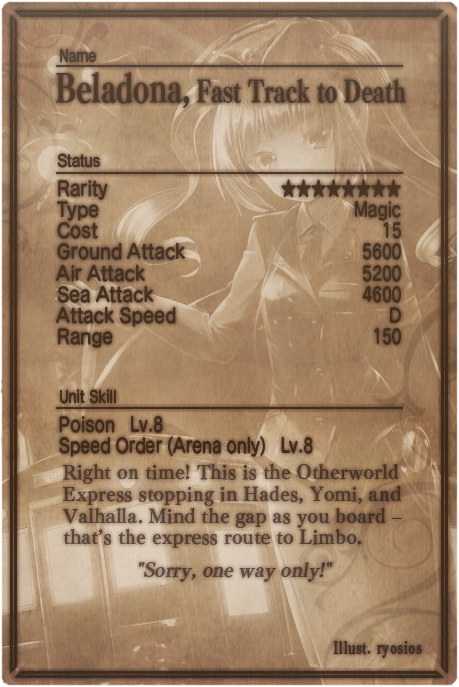 Name
Beladona, Fast Track to Death
Status
Rarity ★★★★★★★★
Type Magic
Cost 15
Ground Attack 5600
Air Attack 5200
Sea Attack 4600
Attack Speed D
Range 150
Unit Skill
Poison Lv.8
Speed Order (Arena only) Lv.8
Right on time! This is the Otherworld
Express stopping in Hades, Yomi, and
Valhalla. Mind the gap as you board –
that's the express route to Limbo.
"Sorry, one way only!"
Illust. ryosios